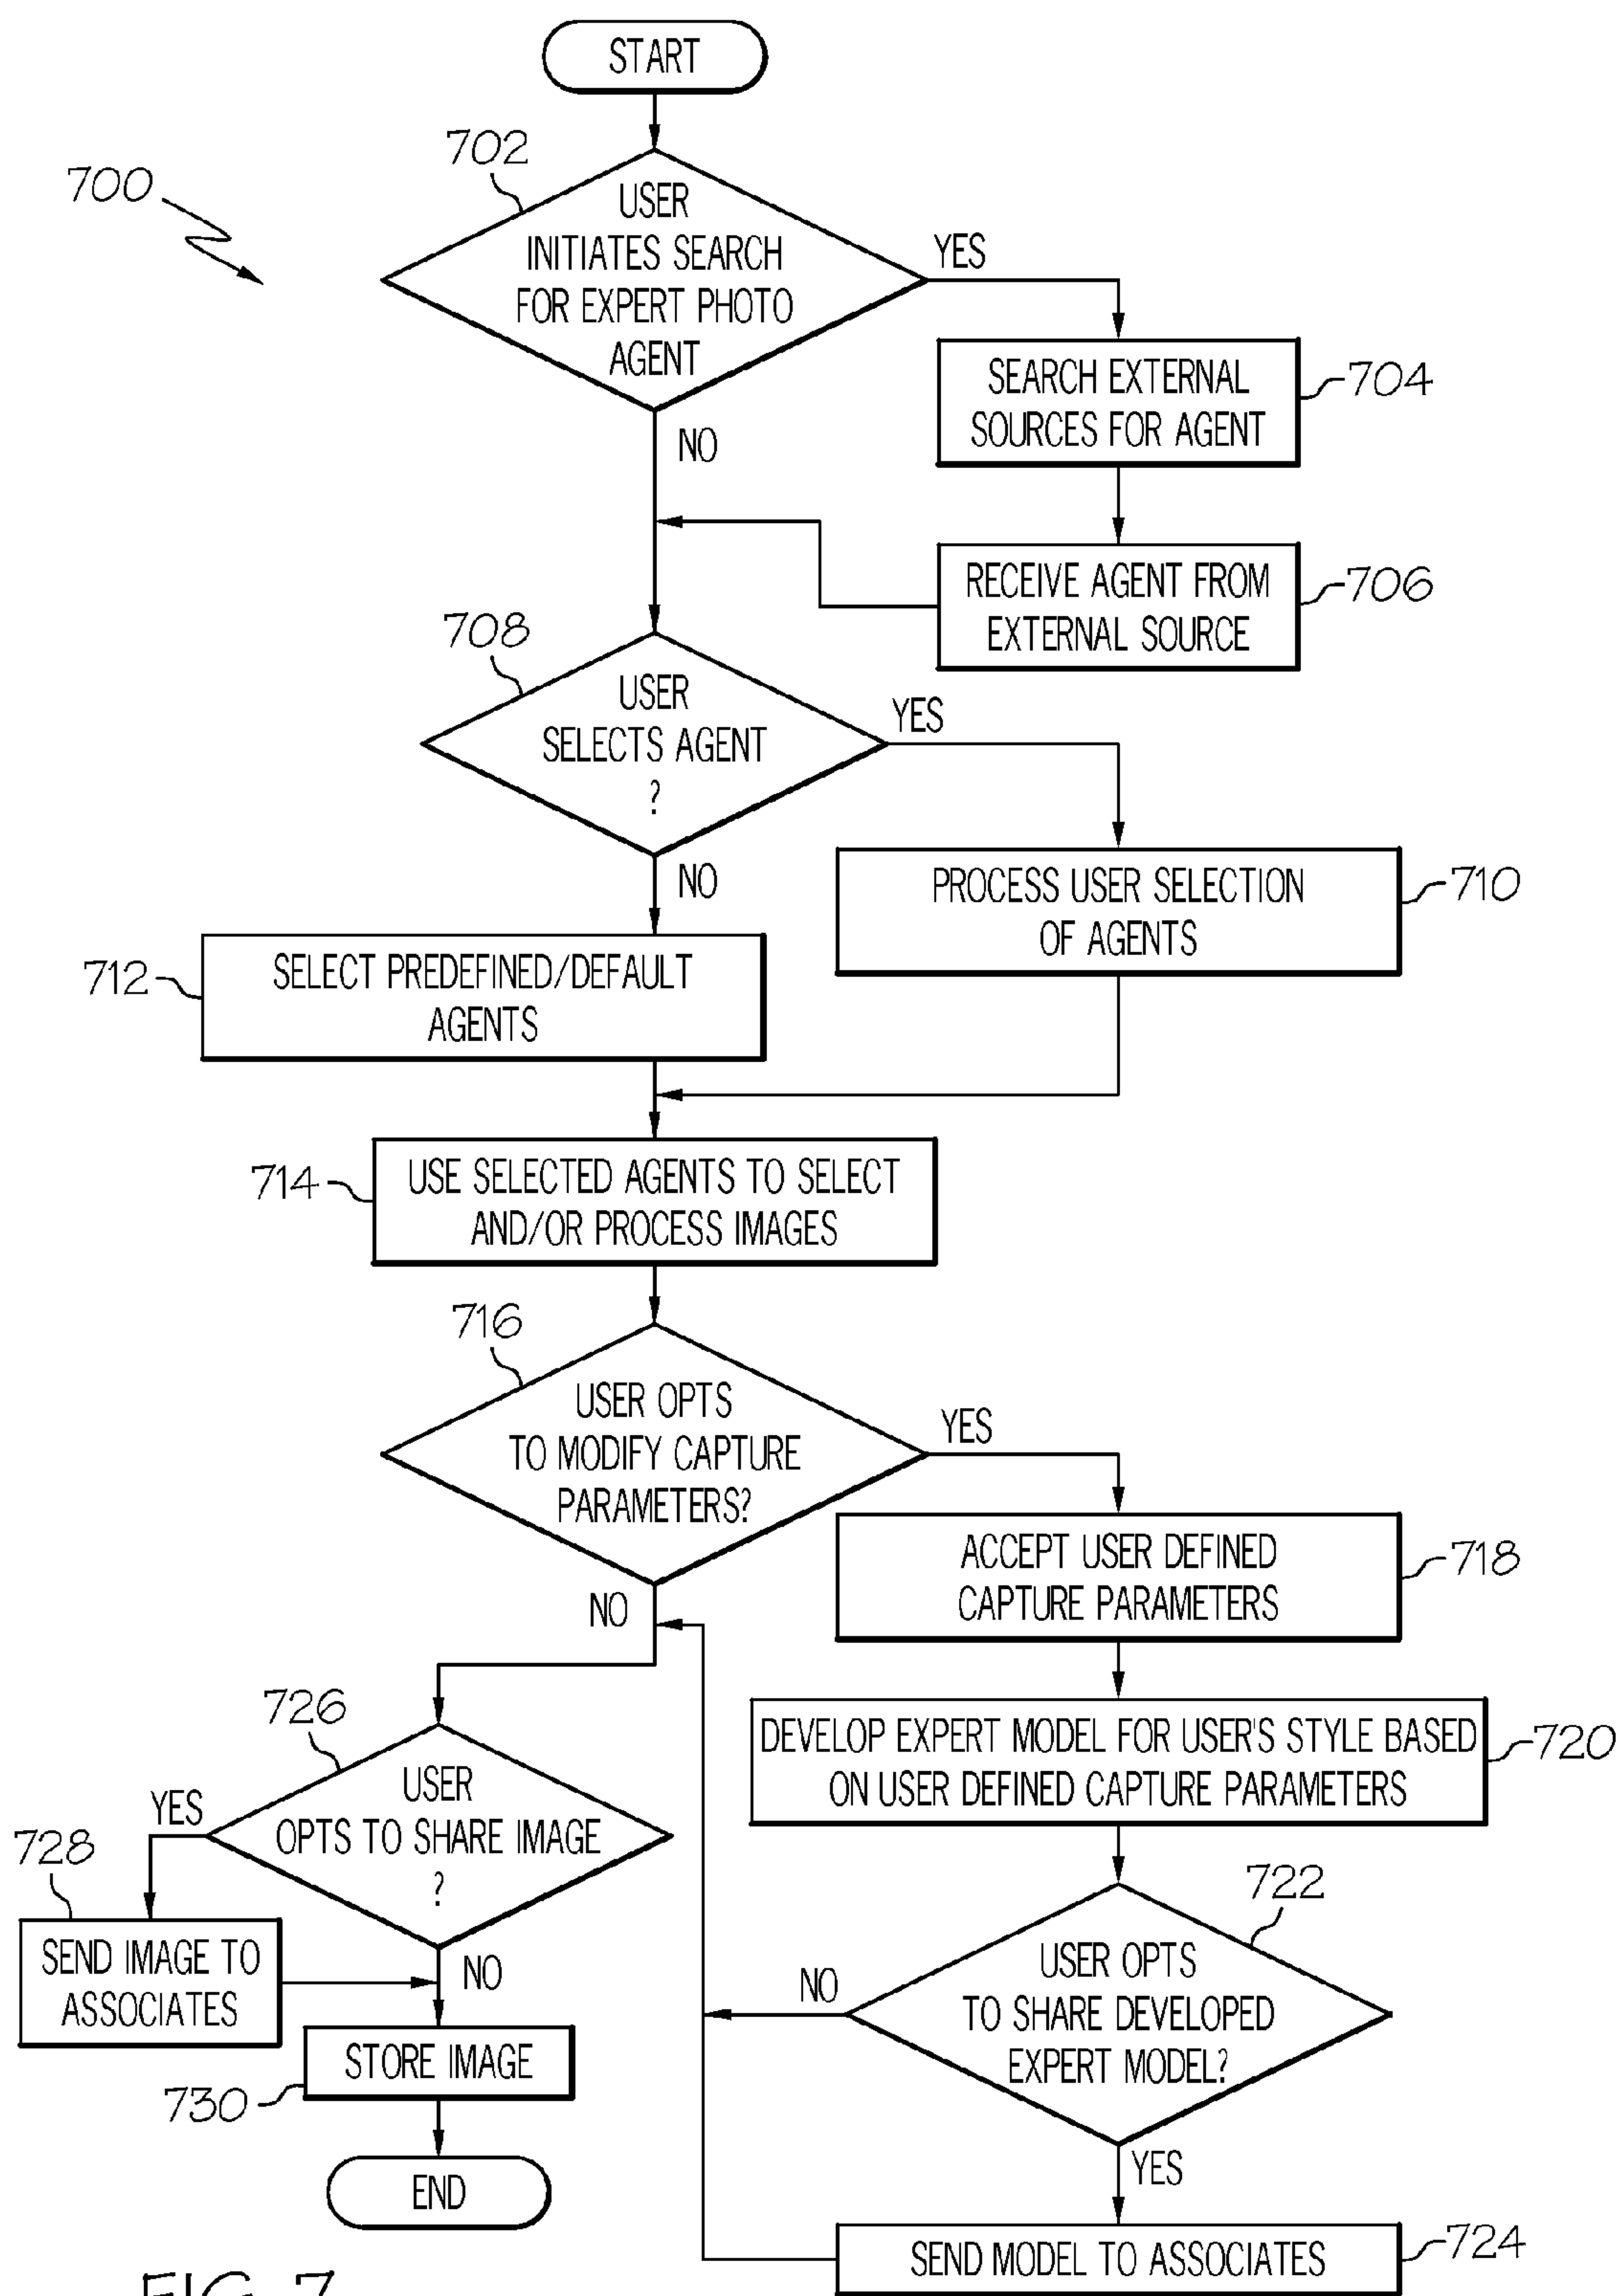 START
702
700
USER
INITIATES SEARCH
FOR EXPERT PHOTO
AGENT
YES
NO
SEARCH EXTERNAL
SOURCES FOR AGENT
704
RECEIVE AGENT FROM
EXTERNAL SOURCE
706
708
USER
SELECTS AGENT
?
YES
NO
PROCESS USER SELECTION
OF AGENTS
710
712
SELECT PREDEFINED/DEFAULT
AGENTS
714
USE SELECTED AGENTS TO SELECT
AND/OR PROCESS IMAGES
716
USER OPTS
TO MODIFY CAPTURE
PARAMETERS?
YES
NO
ACCEPT USER DEFINED
CAPTURE PARAMETERS
718
DEVELOP EXPERT MODEL FOR USER'S STYLE BASED
ON USER DEFINED CAPTURE PARAMETERS
720
722
USER OPTS
TO SHARE DEVELOPED
EXPERT MODEL?
NO
YES
SEND MODEL TO ASSOCIATES
724
726
USER
OPTS TO SHARE IMAGE
?
YES
NO
728
SEND IMAGE TO
ASSOCIATES
STORE IMAGE
730
END
FIG. 7